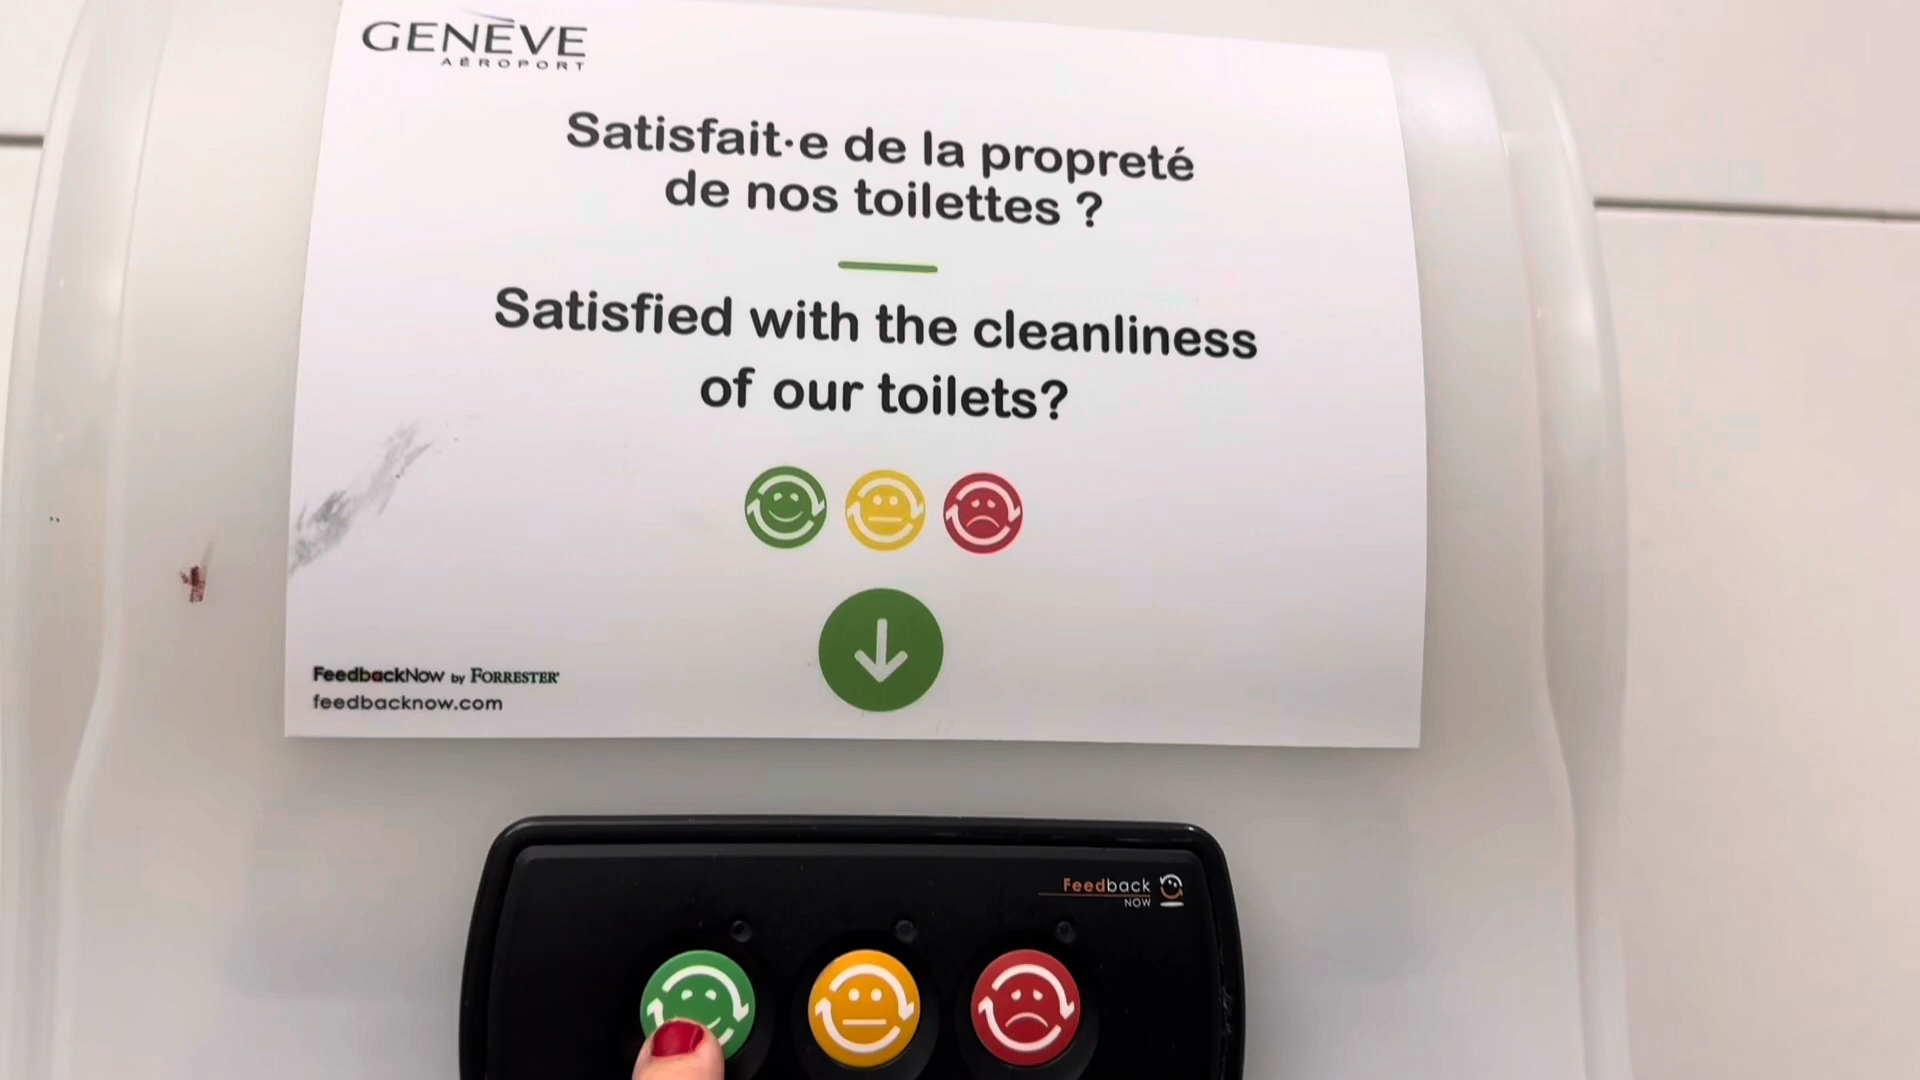 GENÈVE
AÉROPORT
Satisfait·e de la propreté
de nos toilettes ?
Satisfied with the cleanliness
of our toilets?
FeedbackNow by FORRESTER
feedbacknow.com
Feedback
NOW